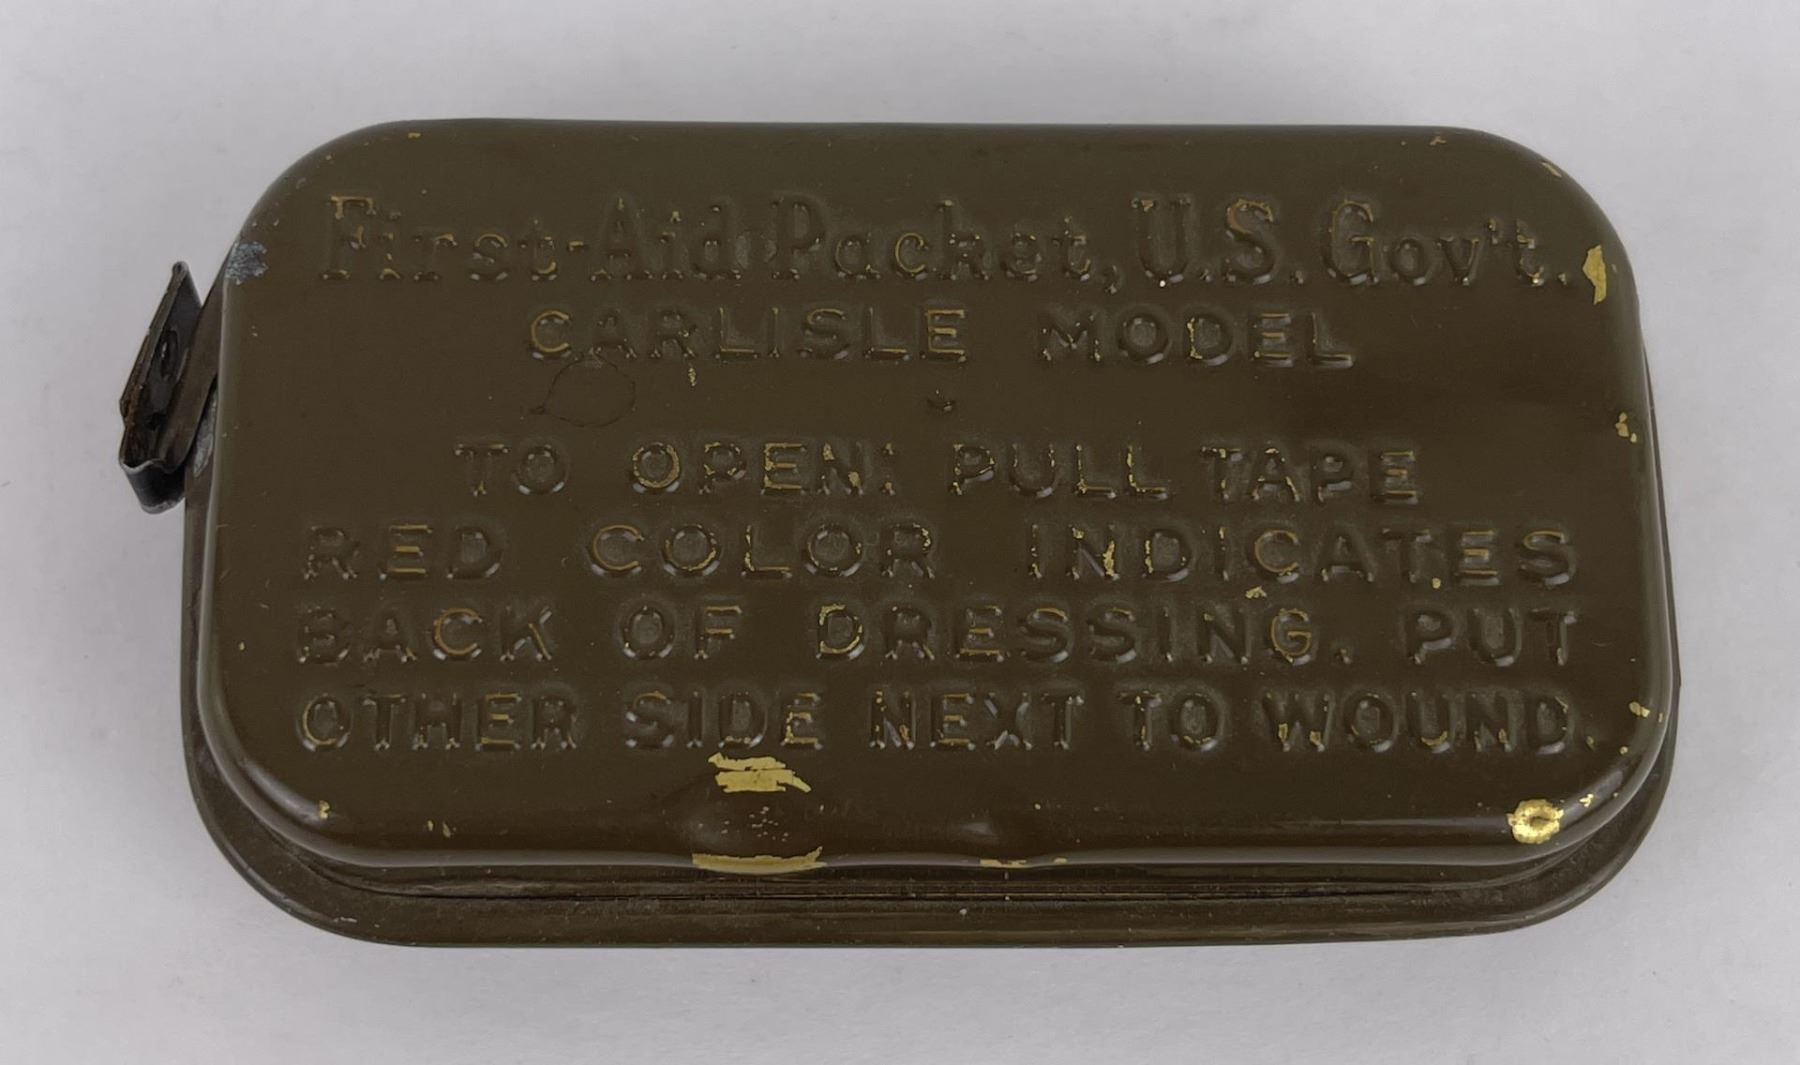 First-Aid Packet, U.S. Gov't.
CARLISLE MODEL
TO OPEN: PULL TAPE
RED COLOR INDICATES
BACK OF DRESSING. PUT
OTHER SIDE NEXT TO WOUND.